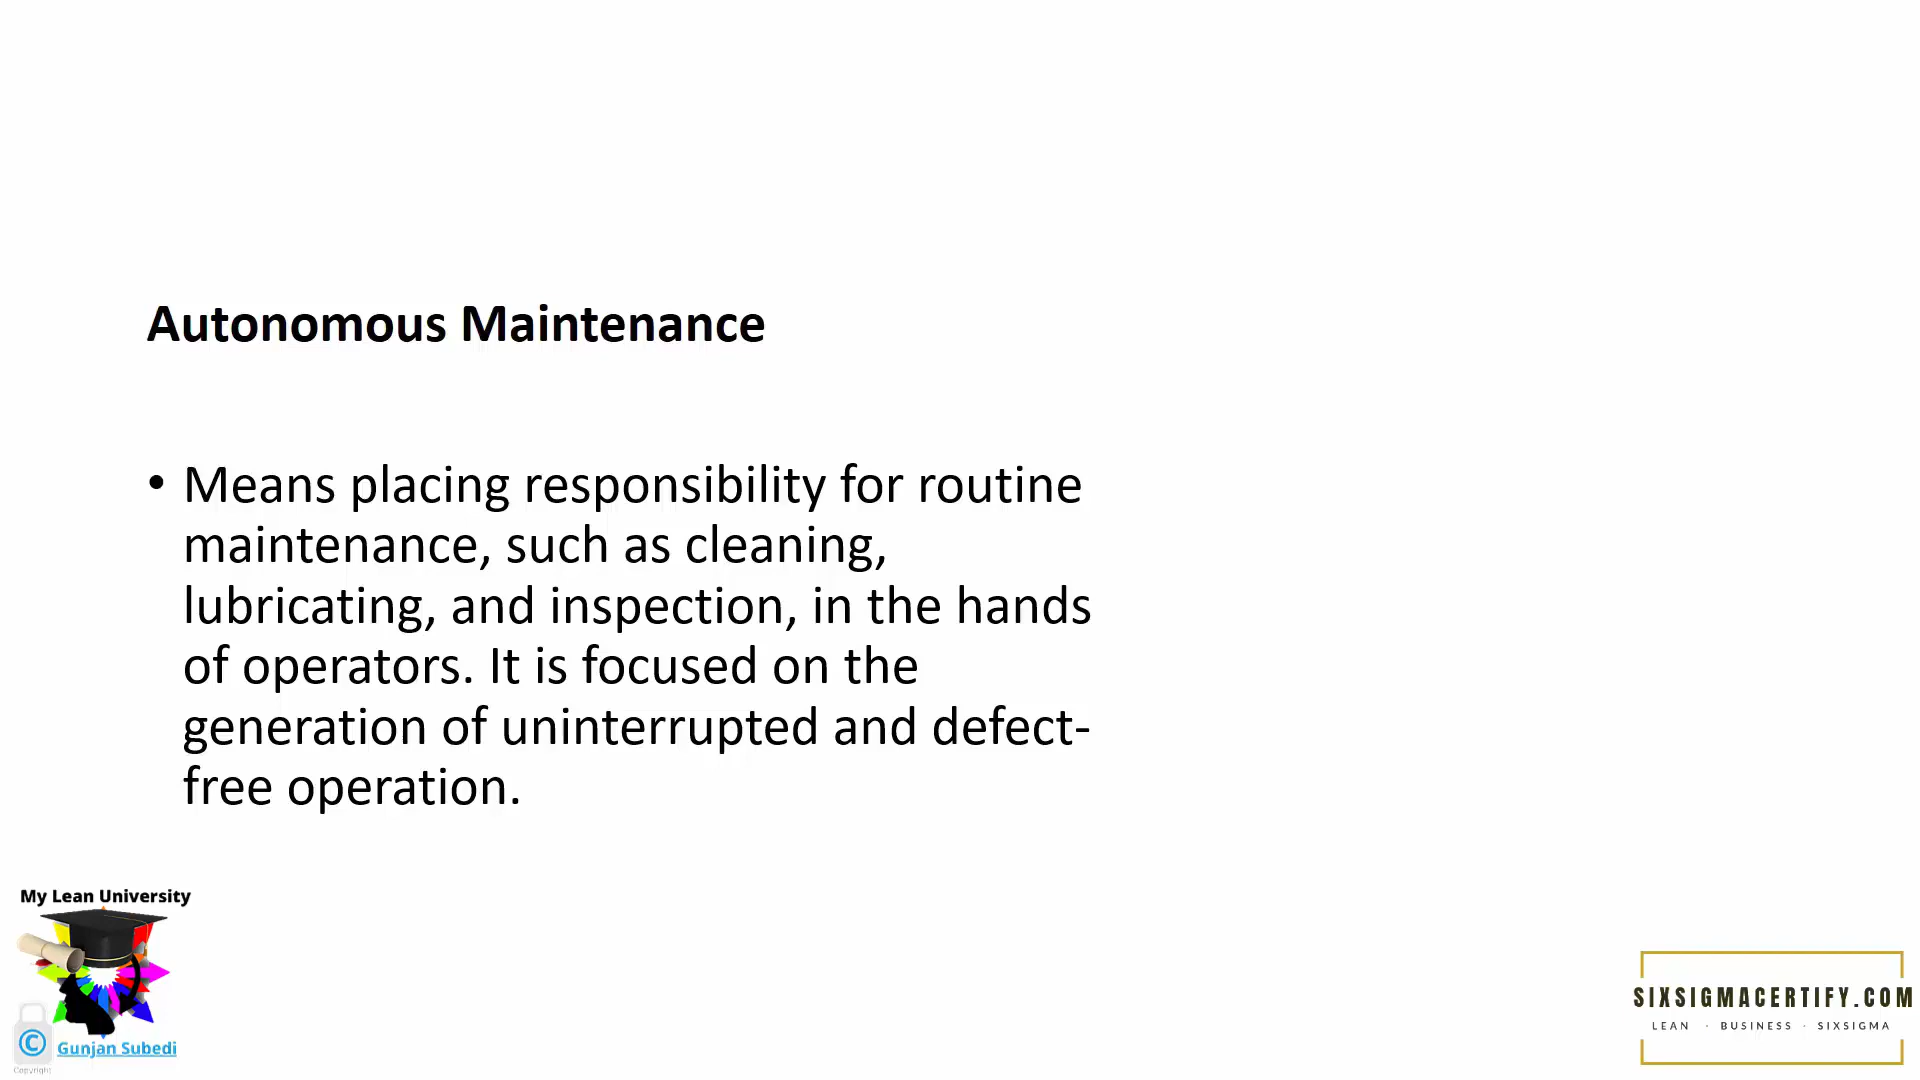 Autonomous Maintenance
• Means placing responsibility for routine
maintenance, such as cleaning,
lubricating, and inspection, in the hands
of operators. It is focused on the
generation of uninterrupted and defect-
free operation.
My Lean University
© Gunjan Subedi
Copyright
SIXSIGMACERTIFY.COM
LEAN · BUSINESS · SIXSIGMA